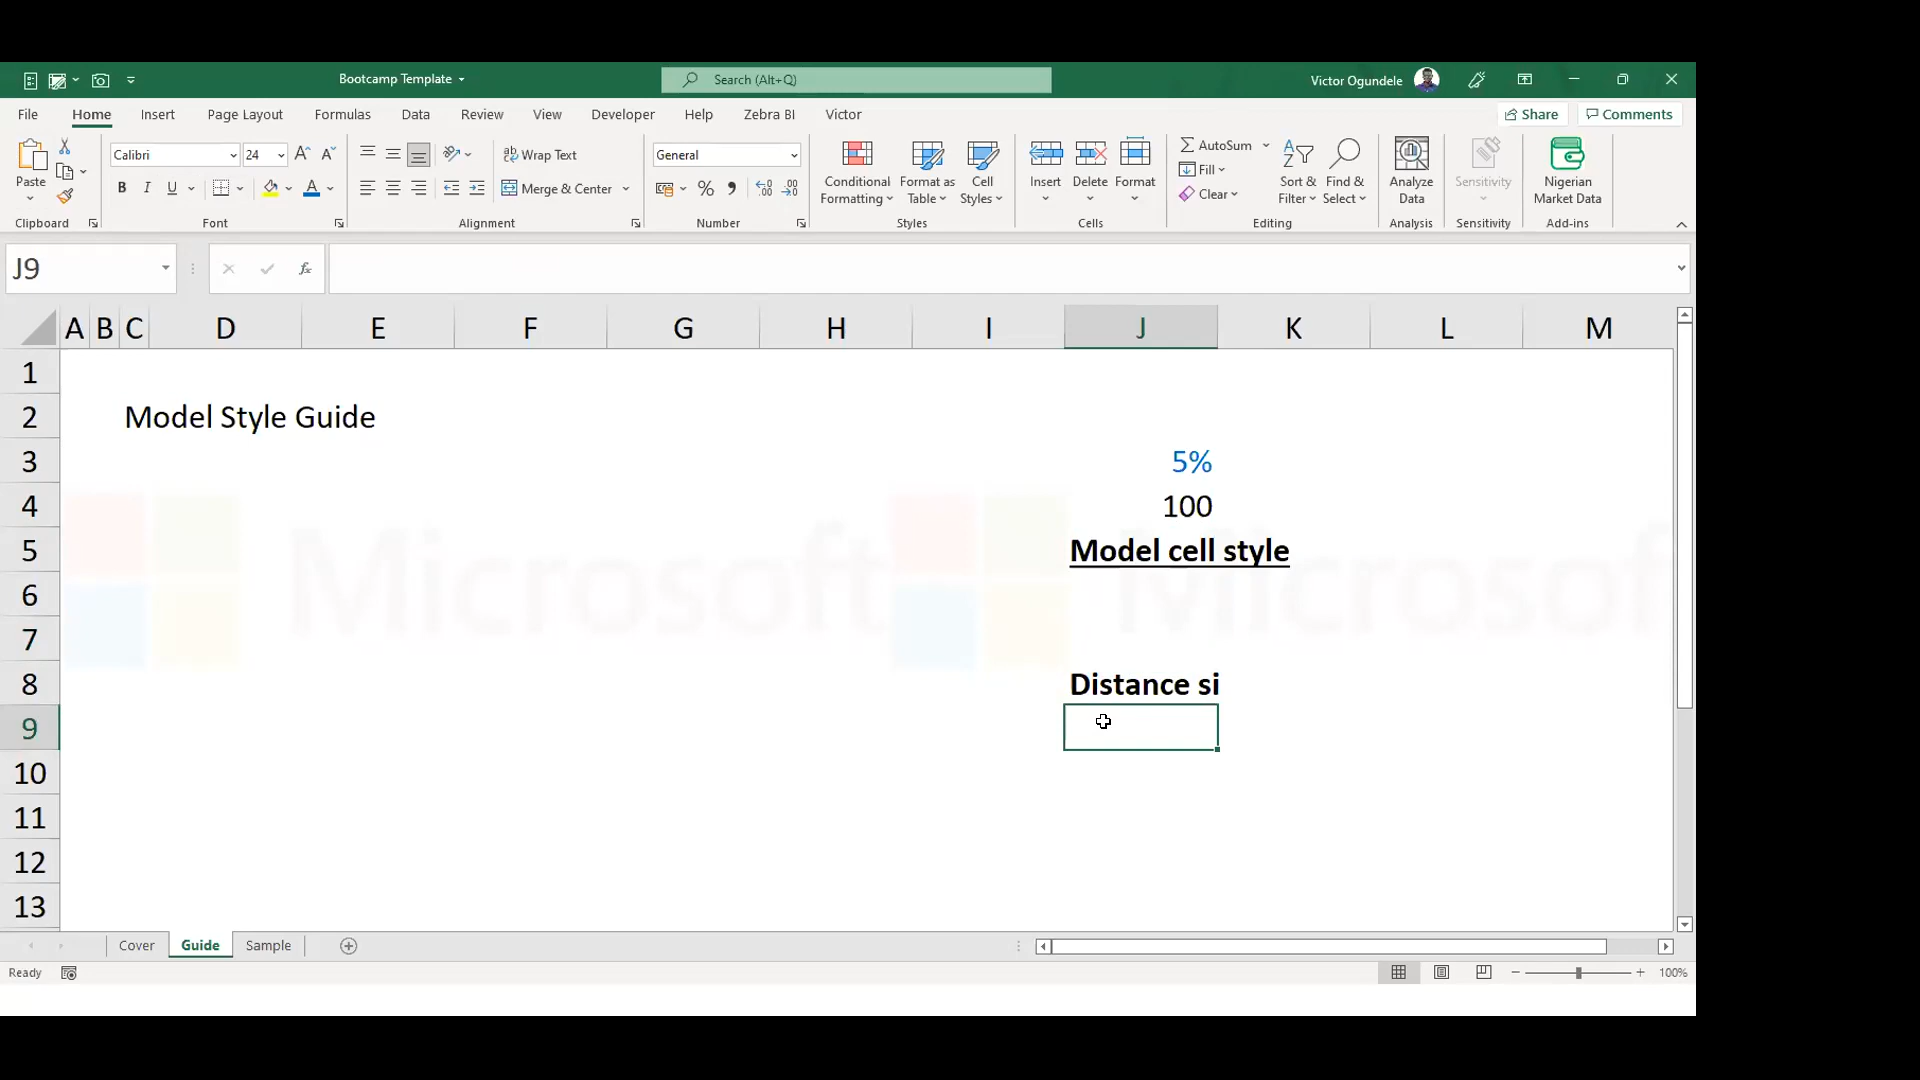 Bootcamp Template
Search (Alt+Q)
Victor Ogundele
File Home Insert Page Layout Formulas Data Review View Developer Help Zebra BI Victor
Share Comments
Paste
Calibri 24
Wrap Text
Merge & Center
General
Conditional Formatting
Format as Table
Cell Styles
Insert
Delete
Format
AutoSum
Fill
Clear
Sort & Filter
Find & Select
Analyze Data
Sensitivity
Nigerian Market Data
Clipboard Font Alignment Number Styles Cells Editing Analysis Sensitivity Add-ins
J9
fx
A B C D E F G H I J K L M
1
2 Model Style Guide
3 5%
4 100
5 Model cell style
6
Microsoft Microsoft
7
8 Distance si
9
10
11
12
13
Cover Guide Sample
Ready
100%